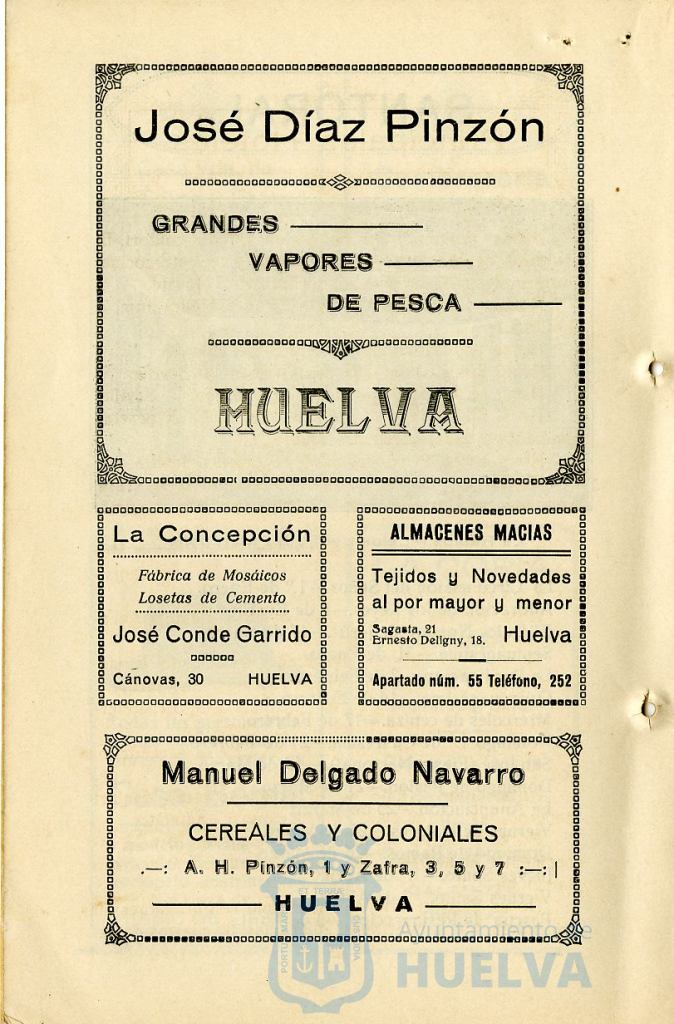 José Díaz Pinzón
GRANDES
VAPORES
DE PESCA
HUELVA
La Concepción
Fábrica de Mosáicos
Losetas de Cemento
José Conde Garrido
Cánovas, 30 HUELVA
ALMACENES MACIAS
Tejidos y Novedades
al por mayor y menor
Sagasta, 21
Ernesto Deligny, 18. Huelva
Apartado núm. 55 Teléfono, 252
Manuel Delgado Navarro
CEREALES Y COLONIALES
.—: A. H. Pinzón, 1 y Zafra, 3, 5 y 7 :—: |
HUELVA
Ayuntamiento de
HUELVA